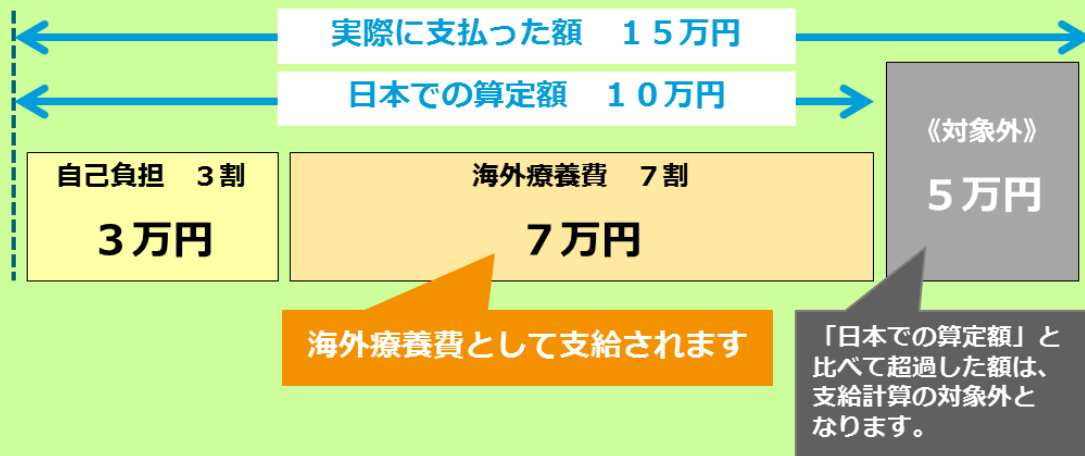 実際に支払った額　１５万円
日本での算定額　１０万円
《対象外》
５万円
自己負担　３割
３万円
海外療養費　７割
７万円
海外療養費として支給されます
「日本での算定額」と
比べて超過した額は、
支給計算の対象外と
なります。